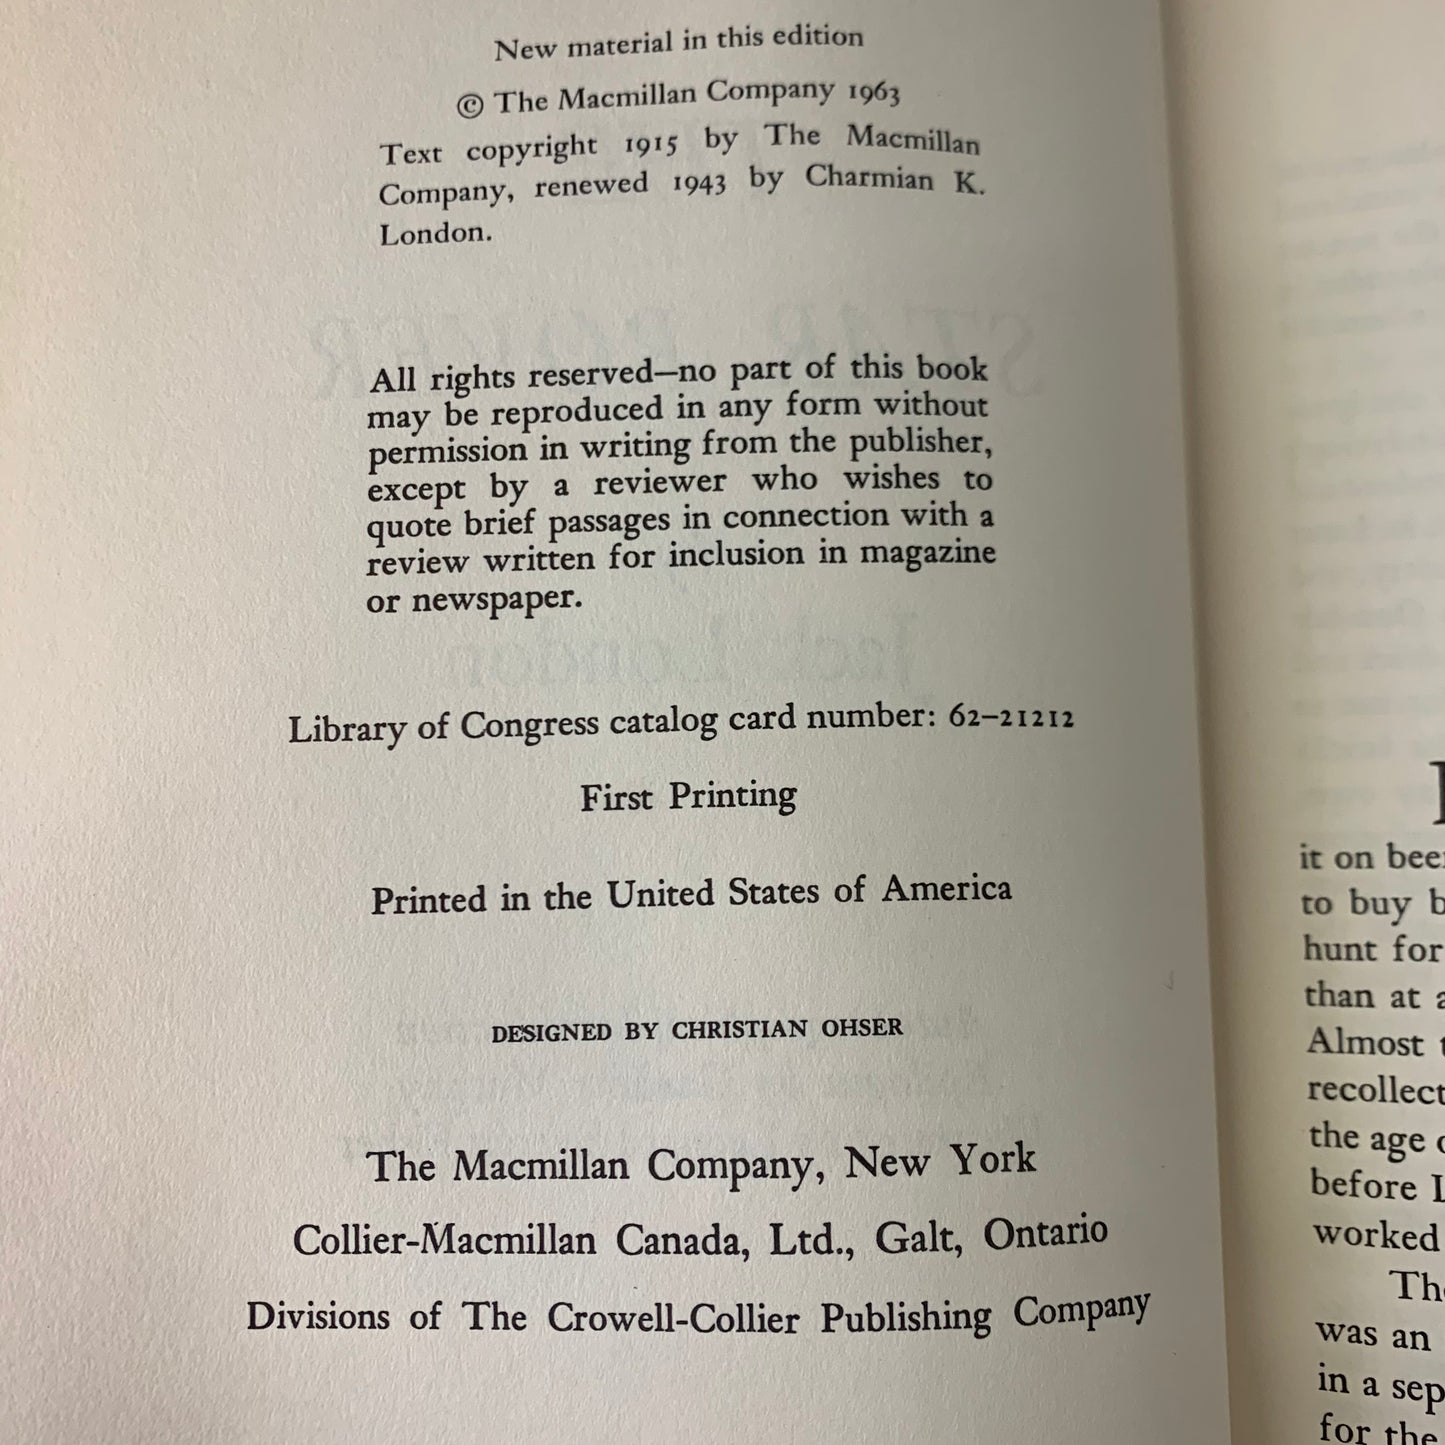 New material in this edition
© The Macmillan Company 1963
Text copyright 1915 by The Macmillan
Company, renewed 1943 by Charmian K.
London.
All rights reserved—no part of this book
may be reproduced in any form without
permission in writing from the publisher,
except by a reviewer who wishes to
quote brief passages in connection with a
review written for inclusion in magazine
or newspaper.
Library of Congress catalog card number: 62–21212
First Printing
Printed in the United States of America
DESIGNED BY CHRISTIAN OHSER
The Macmillan Company, New York
Collier-Macmillan Canada, Ltd., Galt, Ontario
Divisions of The Crowell-Collier Publishing Company
it on
to buy
hunt for
than at
Almost
recollect
the age
before
worked
was an
in a sep
for the